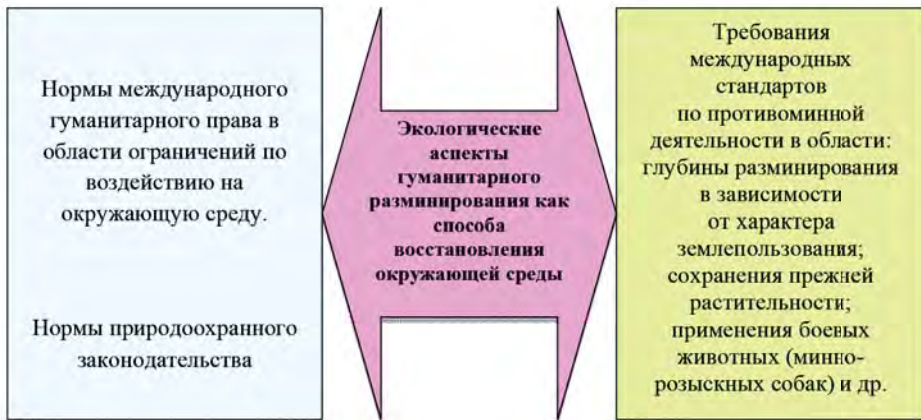 Нормы международного
гуманитарного права в
области ограничений по
воздействию на
окружающую среду.
Нормы природоохранного
законодательства
Экологические
аспекты
гуманитарного
разминирования как
способа
восстановления
окружающей среды
Требования
международных
стандартов
по противоминной
деятельности в области:
глубины разминирования
в зависимости
от характера
землепользования;
сохранения прежней
растительности;
применения боевых
животных (минно-
розыскных собак) и др.